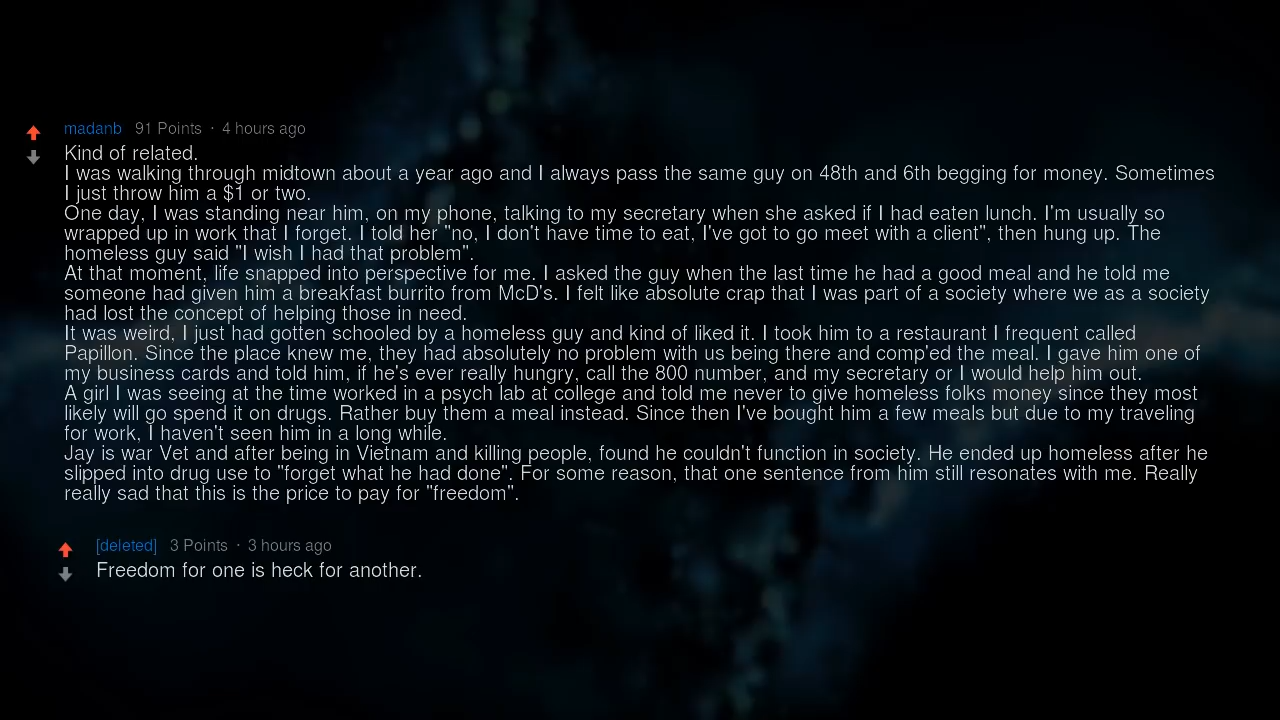 madanb 91 Points · 4 hours ago
Kind of related.
I was walking through midtown about a year ago and I always pass the same guy on 48th and 6th begging for money. Sometimes
I just throw him a $1 or two.
One day, I was standing near him, on my phone, talking to my secretary when she asked if I had eaten lunch. I'm usually so
wrapped up in work that I forget. I told her "no, I don't have time to eat, I've got to go meet with a client", then hung up. The
homeless guy said "I wish I had that problem".
At that moment, life snapped into perspective for me. I asked the guy when the last time he had a good meal and he told me
someone had given him a breakfast burrito from McD's. I felt like absolute crap that I was part of a society where we as a society
had lost the concept of helping those in need.
It was weird, I just had gotten schooled by a homeless guy and kind of liked it. I took him to a restaurant I frequent called
Papillon. Since the place knew me, they had absolutely no problem with us being there and comp'ed the meal. I gave him one of
my business cards and told him, if he's ever really hungry, call the 800 number, and my secretary or I would help him out.
A girl I was seeing at the time worked in a psych lab at college and told me never to give homeless folks money since they most
likely will go spend it on drugs. Rather buy them a meal instead. Since then I've bought him a few meals but due to my traveling
for work, I haven't seen him in a long while.
Jay is war Vet and after being in Vietnam and killing people, found he couldn't function in society. He ended up homeless after he
slipped into drug use to "forget what he had done". For some reason, that one sentence from him still resonates with me. Really
really sad that this is the price to pay for "freedom".
[deleted] 3 Points · 3 hours ago
Freedom for one is heck for another.